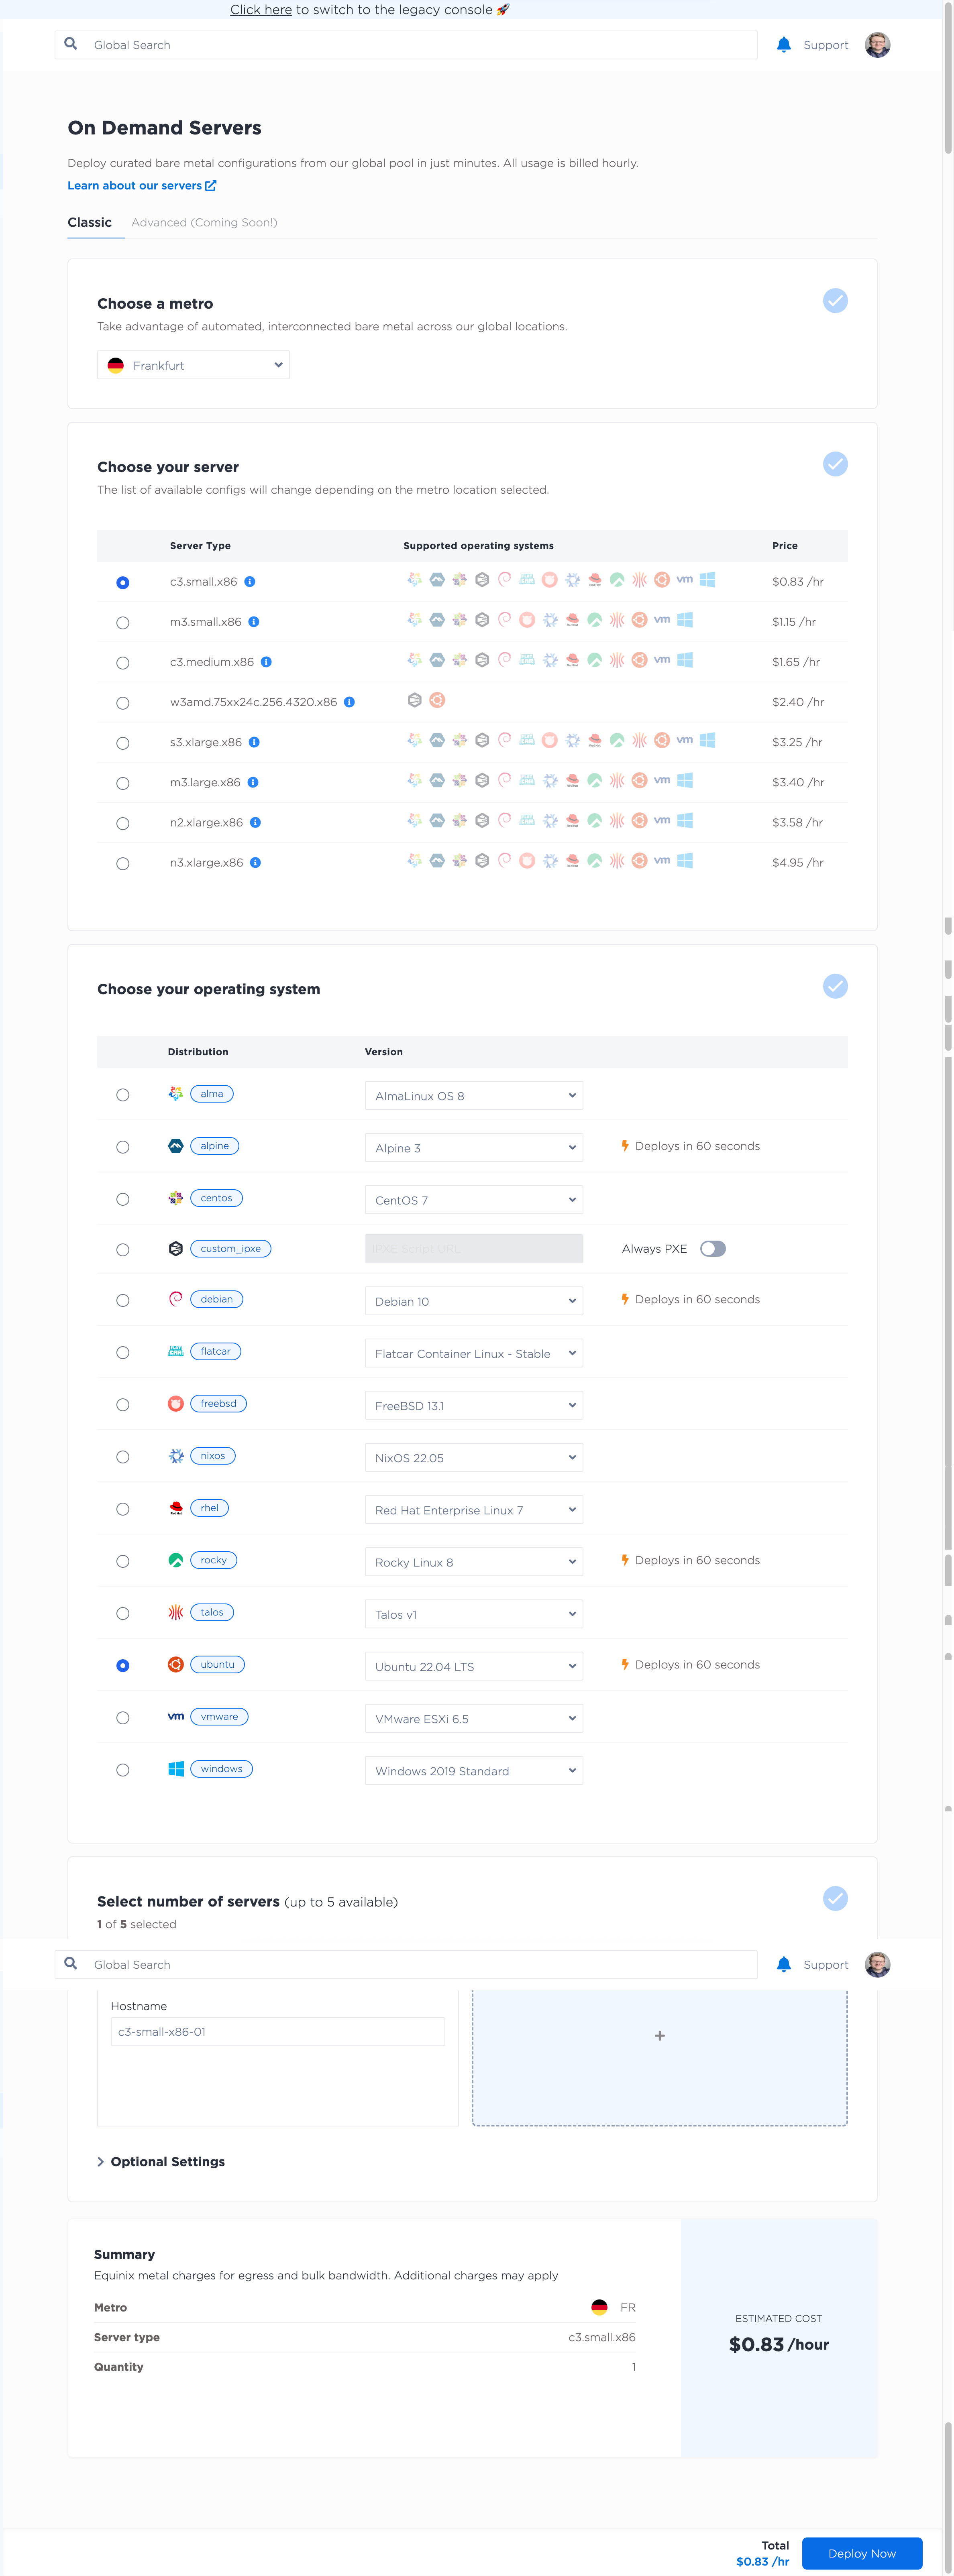 Click here to switch to the legacy console 🚀
Global Search
Support
On Demand Servers
Deploy curated bare metal configurations from our global pool in just minutes. All usage is billed hourly.
Learn about our servers
Classic Advanced (Coming Soon!)
Choose a metro
Take advantage of automated, interconnected bare metal across our global locations.
Frankfurt
Choose your server
The list of available configs will change depending on the metro location selected.
Server Type Supported operating systems Price
c3.small.x86 vm $0.83 /hr
m3.small.x86 vm $1.15 /hr
c3.medium.x86 vm $1.65 /hr
w3amd.75xx24c.256.4320.x86 $2.40 /hr
s3.xlarge.x86 vm $3.25 /hr
m3.large.x86 vm $3.40 /hr
n2.xlarge.x86 vm $3.58 /hr
n3.xlarge.x86 vm $4.95 /hr
Choose your operating system
Distribution Version
alma AlmaLinux OS 8
alpine Alpine 3 Deploys in 60 seconds
centos CentOS 7
custom_ipxe IPXE Script URL Always PXE
debian Debian 10 Deploys in 60 seconds
flatcar Flatcar Container Linux - Stable
freebsd FreeBSD 13.1
nixos NixOS 22.05
rhel Red Hat Enterprise Linux 7
rocky Rocky Linux 8 Deploys in 60 seconds
talos Talos v1
ubuntu Ubuntu 22.04 LTS Deploys in 60 seconds
vm vmware VMware ESXi 6.5
windows Windows 2019 Standard
Select number of servers (up to 5 available)
1 of 5 selected
Global Search
Support
Hostname
c3-small-x86-01
+
Optional Settings
Summary
Equinix metal charges for egress and bulk bandwidth. Additional charges may apply
Metro FR
Server type c3.small.x86
Quantity 1
ESTIMATED COST
$0.83 /hour
Total
$0.83 /hr
Deploy Now